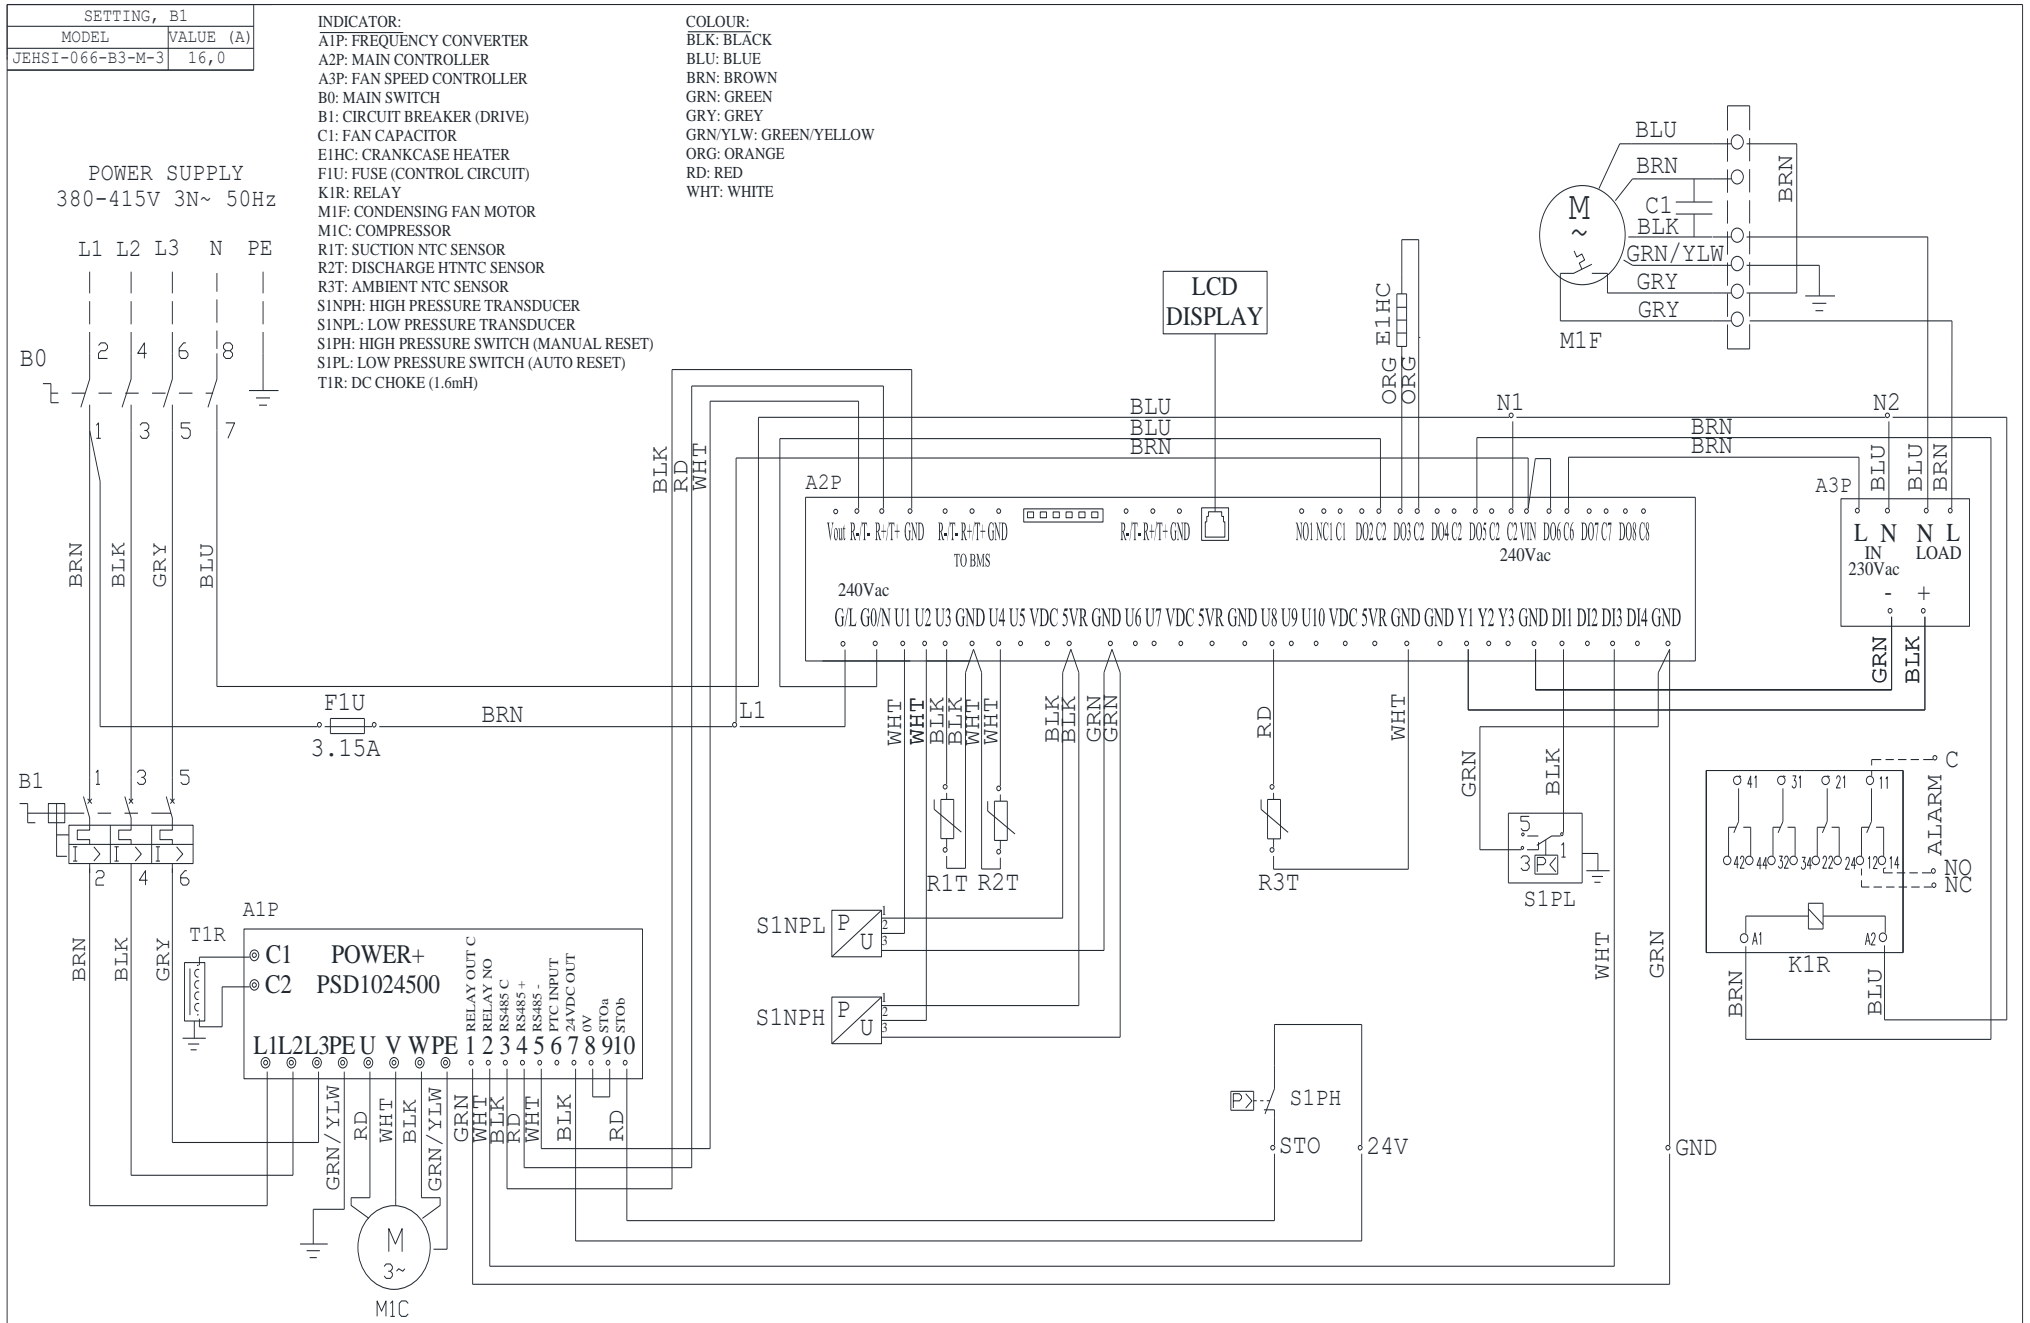 SETTING, B1
MODEL VALUE (A)
JEHSI-066-B3-M-3 16,0
INDICATOR:
A1P: FREQUENCY CONVERTER
A2P: MAIN CONTROLLER
A3P: FAN SPEED CONTROLLER
B0: MAIN SWITCH
B1: CIRCUIT BREAKER (DRIVE)
C1: FAN CAPACITOR
E1HC: CRANKCASE HEATER
F1U: FUSE (CONTROL CIRCUIT)
K1R: RELAY
M1F: CONDENSING FAN MOTOR
M1C: COMPRESSOR
R1T: SUCTION NTC SENSOR
R2T: DISCHARGE HTNTC SENSOR
R3T: AMBIENT NTC SENSOR
S1NPH: HIGH PRESSURE TRANSDUCER
S1NPL: LOW PRESSURE TRANSDUCER
S1PH: HIGH PRESSURE SWITCH (MANUAL RESET)
S1PL: LOW PRESSURE SWITCH (AUTO RESET)
T1R: DC CHOKE (1.6mH)
COLOUR:
BLK: BLACK
BLU: BLUE
BRN: BROWN
GRN: GREEN
GRY: GREY
GRN/YLW: GREEN/YELLOW
ORG: ORANGE
RD: RED
WHT: WHITE
POWER SUPPLY
380-415V 3N~ 50Hz
L1 L2 L3 N PE
B0
2 4 6 8
1 3 5 7
BRN BLK GRY BLU
F1U
3.15A
BRN
L1
B1
1 3 5
I > I > I >
2 4 6
BRN BLK GRY
T1R
A1P
C1
C2
POWER+
PSD1024500
RELAY OUT C
RELAY NO
RS485 C
RS485 +
RS485 -
PTC INPUT
24VDC OUT
0V
STOa
STOb
L1 L2 L3 PE U V W PE 1 2 3 4 5 6 7 8 9 10
GRN/YLW RD WHT BLK GRN/YLW GRN WHT BLK RD WHT BLK RD
M
3~
M1C
BLK RD WHT
BLU
BLU
BRN
LCD
DISPLAY
E1HC
ORG ORG
N1
N2
BRN
BRN
M
~
M1F
BLU
BRN
C1
BLK
GRN/YLW
GRY
GRY
BRN
A2P
Vout R-/T- R+/T+ GND R-/T- R+/T+ GND R-/T- R+/T+ GND NO1 NC1 C1 DO2 C2 DO3 C2 DO4 C2 DO5 C2 C2 VIN DO6 C6 DO7 C7 DO8 C8
TO BMS
240Vac
240Vac
G/L G0/N U1 U2 U3 GND U4 U5 VDC 5VR GND U6 U7 VDC 5VR GND U8 U9 U10 VDC 5VR GND GND Y1 Y2 Y3 GND DI1 DI2 DI3 DI4 GND
BLU BLU BRN
A3P
L N N L
IN LOAD
230Vac
- +
GRN BLK
WHT WHT BLK BLK WHT WHT BLK BLK GRN GRN RD WHT
R1T R2T
R3T
GRN BLK
5
3
1
P<
S1PL
S1NPL
P
U
1
2
3
S1NPH
P
U
1
2
3
P>
S1PH
STO
24V
WHT GRN
GND
41 31 21 11
42 44 32 34 22 24 12 14
A1 A2
K1R
C
ALARM
NO
NC
BRN BLU